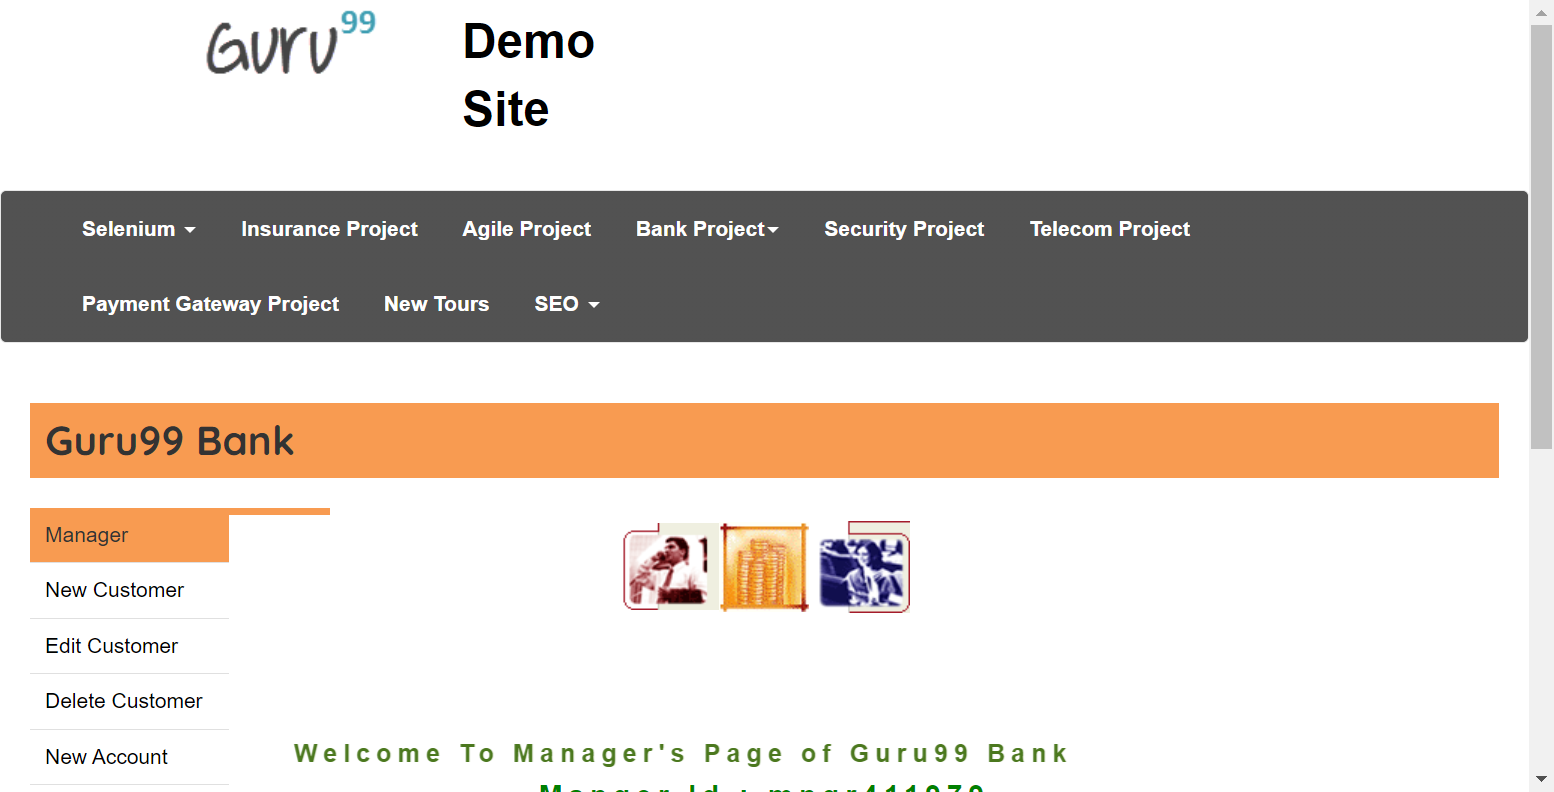 Guru99
Demo
Site
Selenium
Insurance Project
Agile Project
Bank Project
Security Project
Telecom Project
Payment Gateway Project
New Tours
SEO
Guru99 Bank
Manager
New Customer
Edit Customer
Delete Customer
New Account
Welcome To Manager's Page of Guru99 Bank